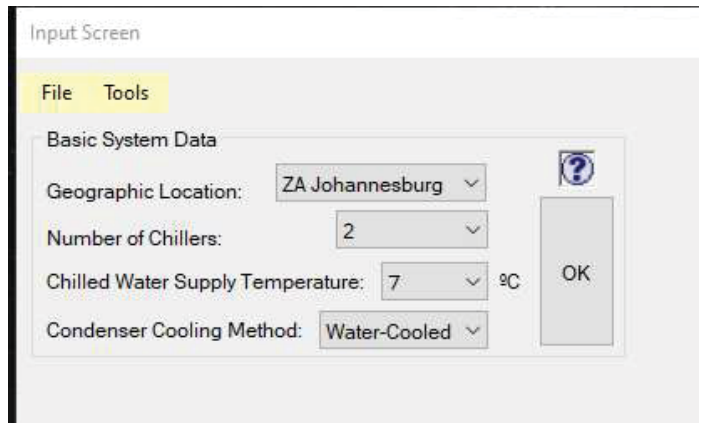 Input Screen
File Tools
Basic System Data
Geographic Location: ZA Johannesburg
Number of Chillers: 2
Chilled Water Supply Temperature: 7 ºC
OK
Condenser Cooling Method: Water-Cooled